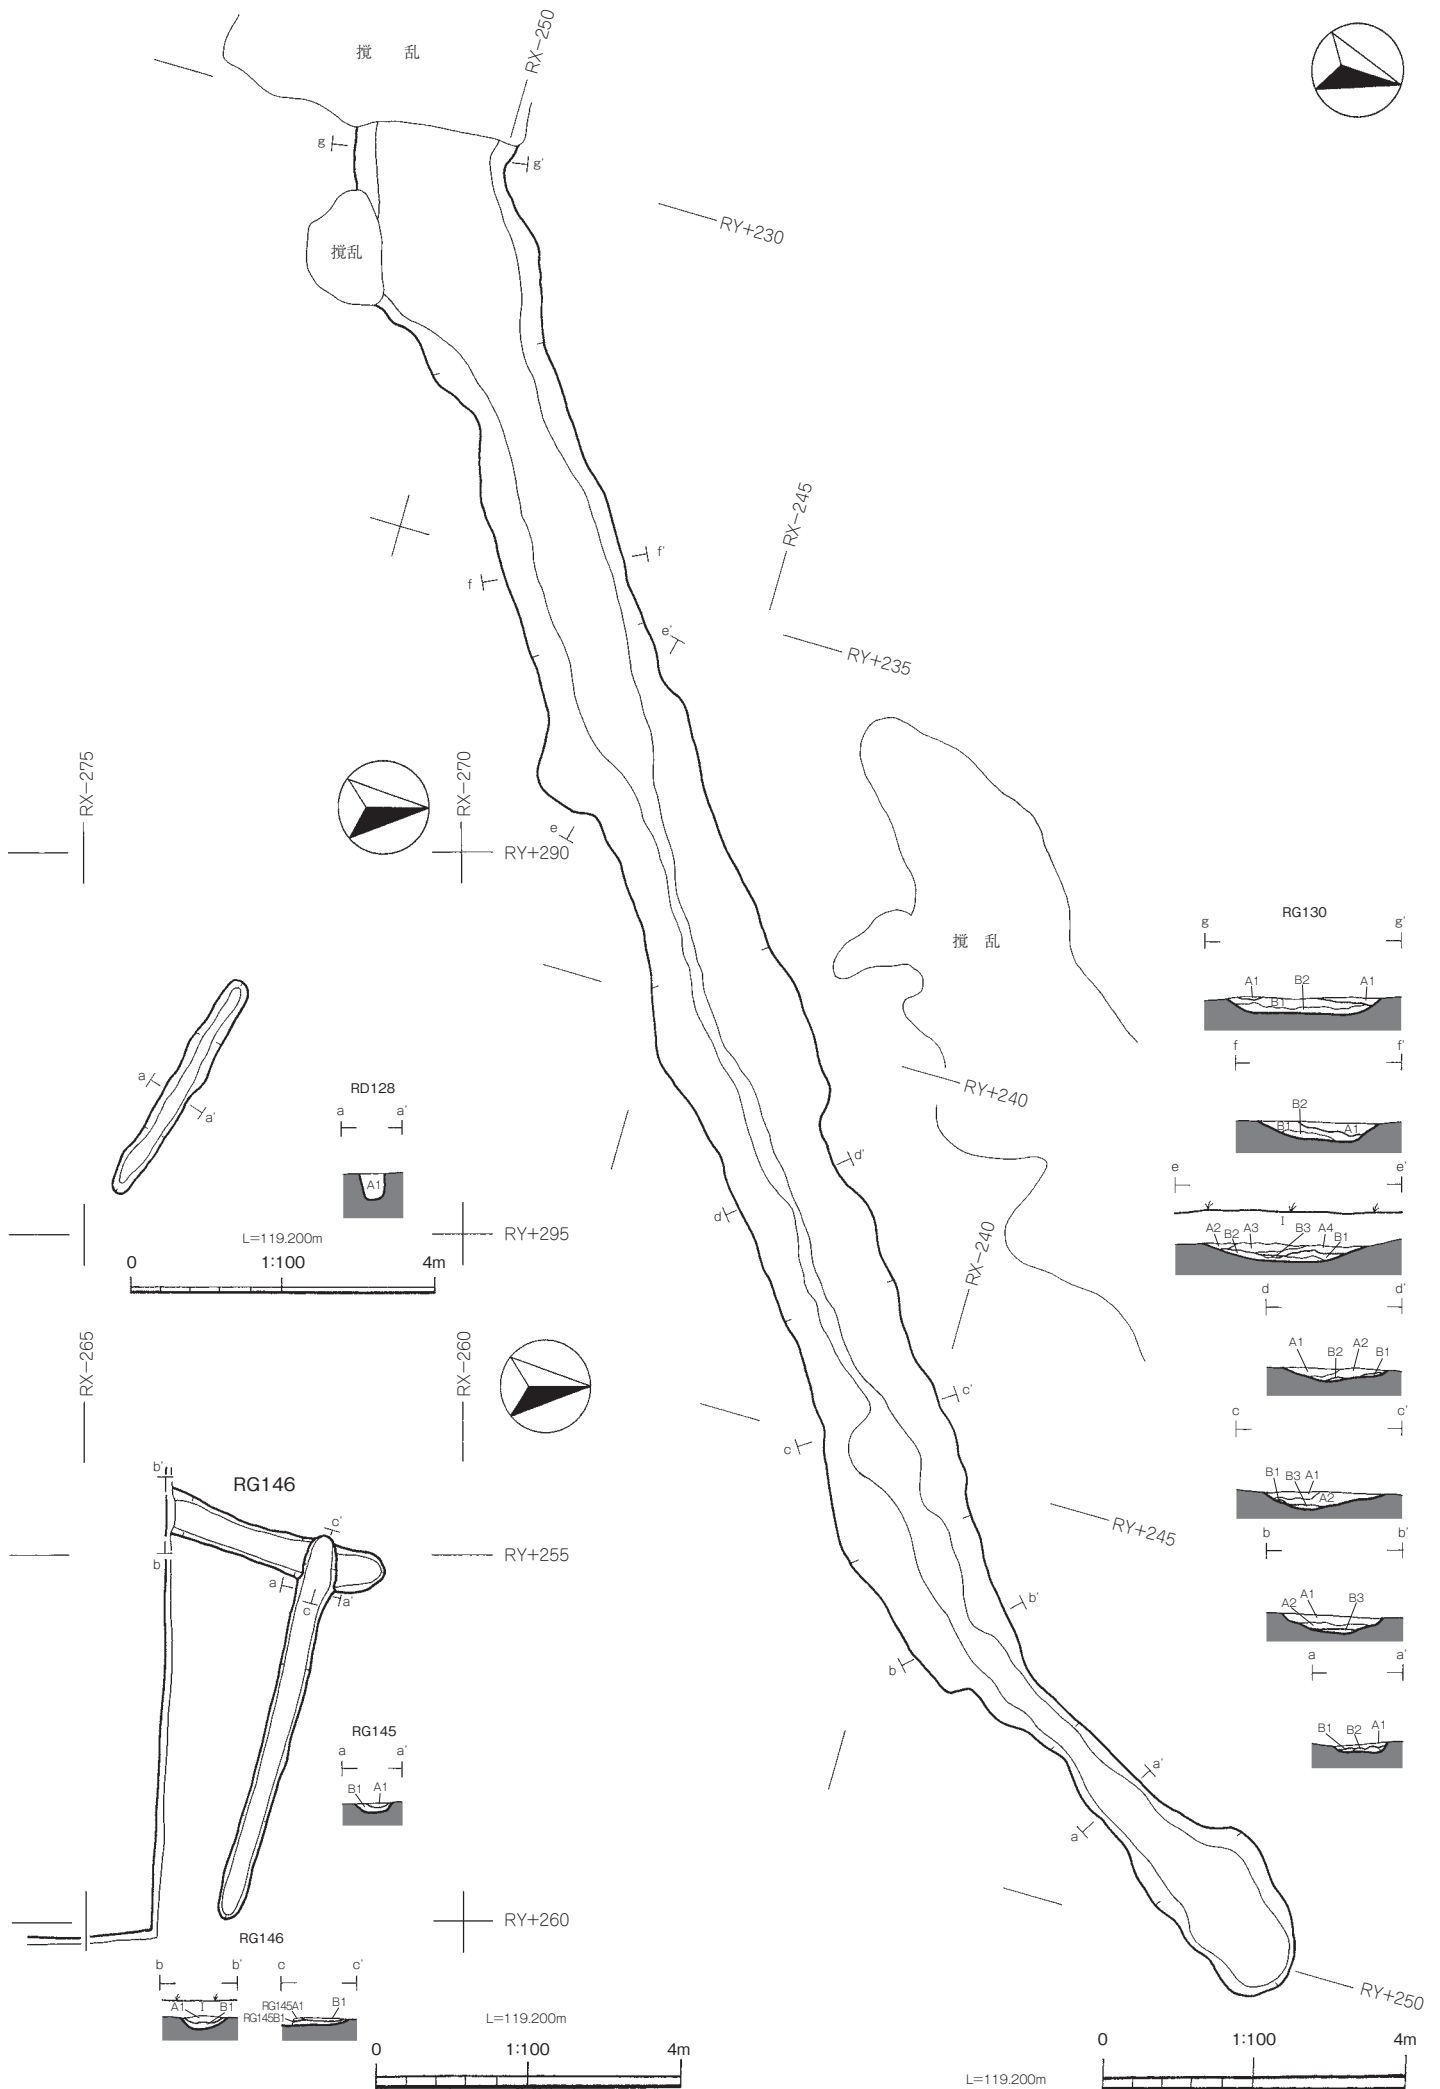 撹 乱
RX-250
g
g'
RY+230
撹乱
RX-245
f
f'
e'
RY+235
RX-275
RX-270
e
RY+290
撹 乱
a
a'
RD128
a a'
A1
RY+240
d'
d
RY+295
L=119.200m
0 1:100 4m
RX-240
RX-265
RX-260
c'
c
RG146
b'
c'
b
RY+255
a
c
a'
RY+245
b'
b
RG145
a a'
B1 A1
a'
a
RY+260
RG146
b b' c c'
A1 I B1 RG145A1 B1
RG145B1
L=119.200m
0 1:100 4m
RY+250
RG130
g g'
A1 B2 A1
B1
f f'
B2
B1 A1
e e'
I
A2 B2 A3 B3 A4 B1
d d'
A1 B2 A2 B1
c c'
B1 B3 A1
A2
b b'
A1
A2 B3
a a'
B1 B2 A1
L=119.200m
0 1:100 4m